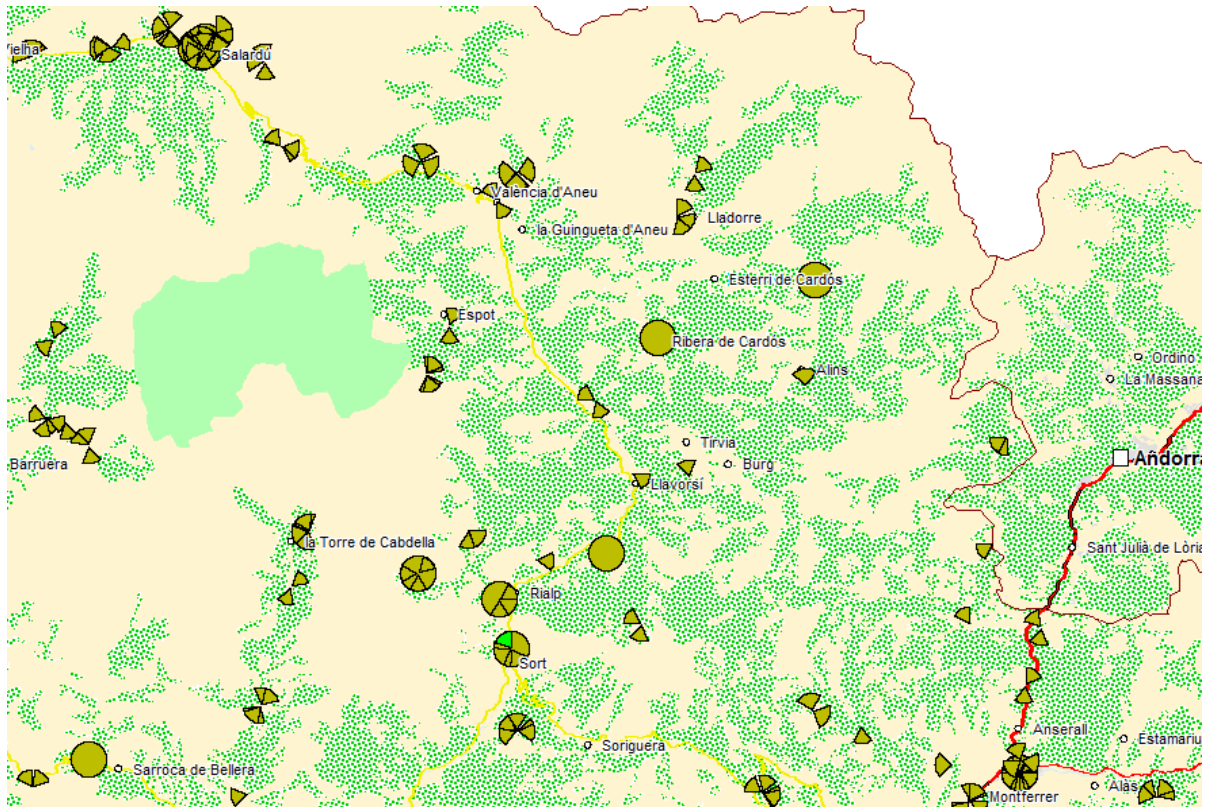 Vielha
Salardú
València d'Àneu
la Guingueta d'Àneu
Lladorre
Esterri de Cardós
Espot
Ribera de Cardós
Alins
Ordino
La Massana
Tírvia
Barruera
Burg
Añdorra
Llavorsí
la Torre de Cabdella
Sant Julià de Lòria
Rialp
Sort
Anserall
Soriguera
Estamariu
Sarroca de Bellera
Alàs
Montferrer